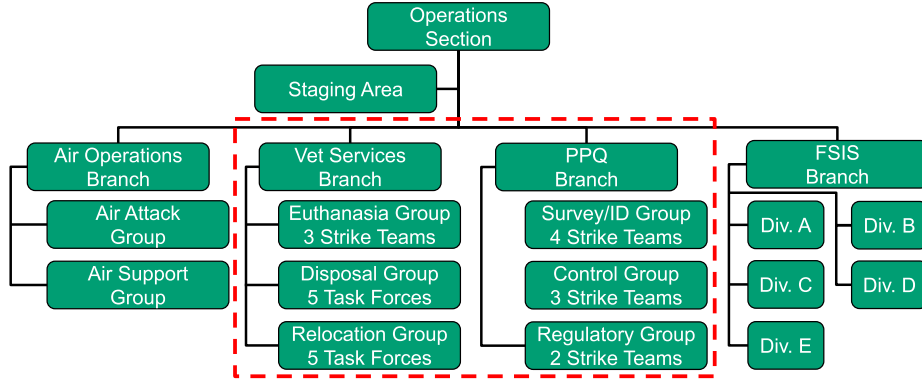 Operations
Section
Staging Area
Air Operations
Branch
Air Attack
Group
Air Support
Group
Vet Services
Branch
Euthanasia Group
3 Strike Teams
Disposal Group
5 Task Forces
Relocation Group
5 Task Forces
PPQ
Branch
Survey/ID Group
4 Strike Teams
Control Group
3 Strike Teams
Regulatory Group
2 Strike Teams
FSIS
Branch
Div. A
Div. B
Div. C
Div. D
Div. E